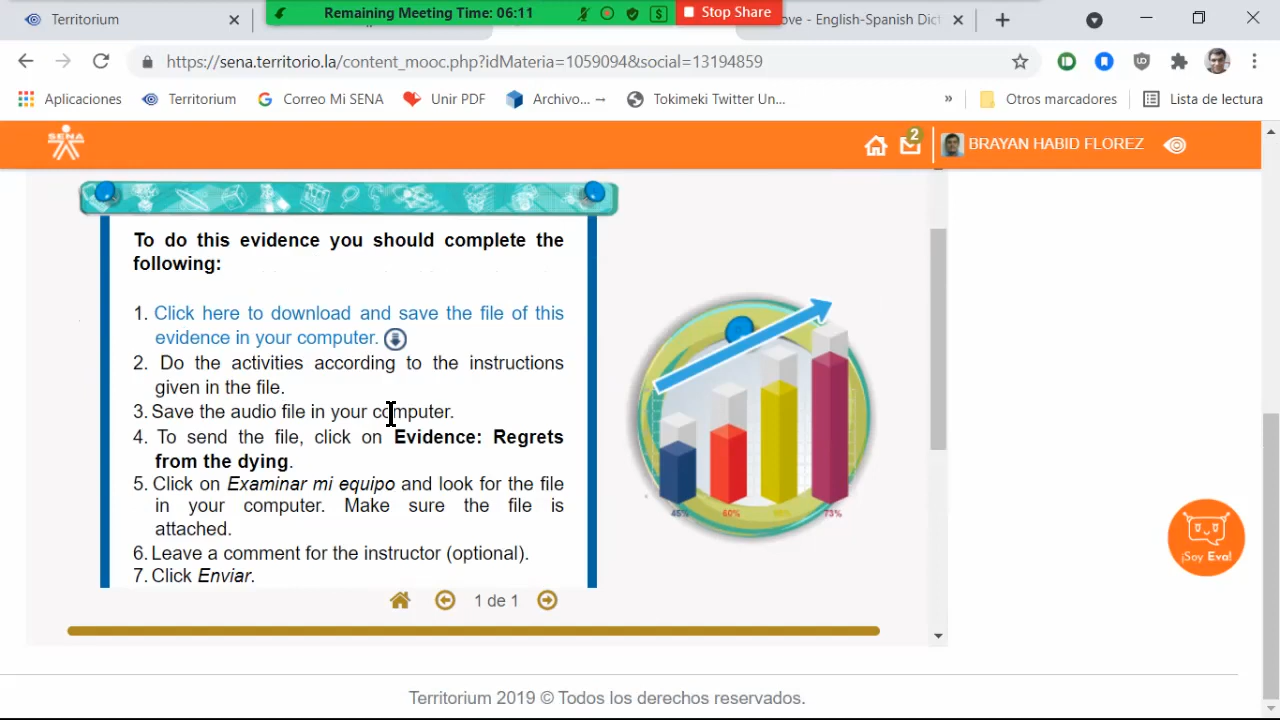 Remaining Meeting Time: 06:11
Stop Share
Territorium
ove - English-Spanish Dict
https://sena.territorio.la/content_mooc.php?idMateria=1059094&social=13194859
Aplicaciones
Territorium
Correo Mi SENA
Unir PDF
Archivo... →
Tokimeki Twitter Un...
»
Otros marcadores
Lista de lectura
SENA
2
BRAYAN HABID FLOREZ
To do this evidence you should complete the
following:
1. Click here to download and save the file of this
evidence in your computer.
2. Do the activities according to the instructions
given in the file.
3. Save the audio file in your computer.
4. To send the file, click on Evidence: Regrets
from the dying.
5. Click on Examinar mi equipo and look for the file
in your computer. Make sure the file is
attached.
6. Leave a comment for the instructor (optional).
7. Click Enviar.
45%
60%
73%
¡Soy Eva!
1 de 1
Territorium 2019 © Todos los derechos reservados.